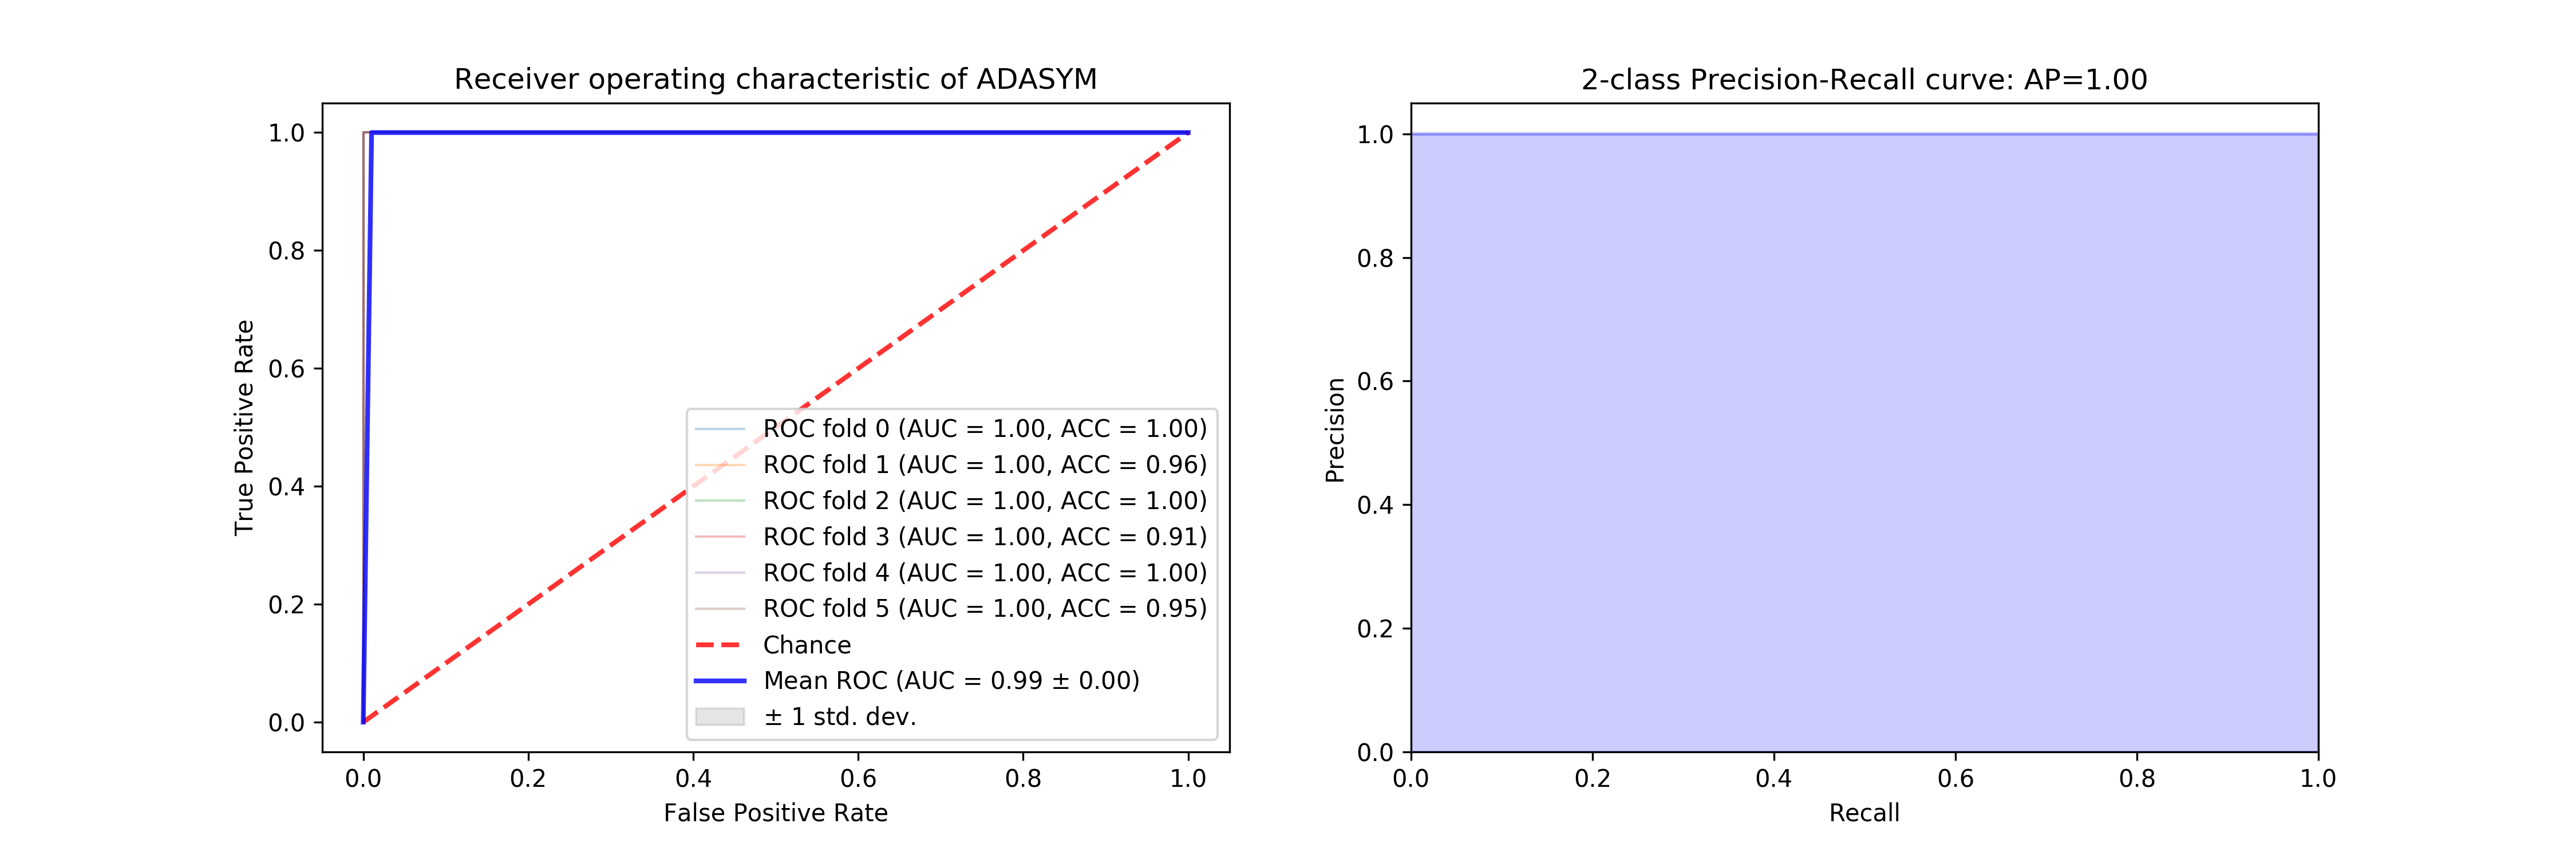 Receiver operating characteristic of ADASYM
1.0
0.8
0.6
0.4
0.2
0.0
True Positive Rate
ROC fold 0 (AUC = 1.00, ACC = 1.00)
ROC fold 1 (AUC = 1.00, ACC = 0.96)
ROC fold 2 (AUC = 1.00, ACC = 1.00)
ROC fold 3 (AUC = 1.00, ACC = 0.91)
ROC fold 4 (AUC = 1.00, ACC = 1.00)
ROC fold 5 (AUC = 1.00, ACC = 0.95)
Chance
Mean ROC (AUC = 0.99 ± 0.00)
± 1 std. dev.
0.0 0.2 0.4 0.6 0.8 1.0
False Positive Rate
2-class Precision-Recall curve: AP=1.00
1.0
0.8
0.6
0.4
0.2
0.0
Precision
0.0 0.2 0.4 0.6 0.8 1.0
Recall